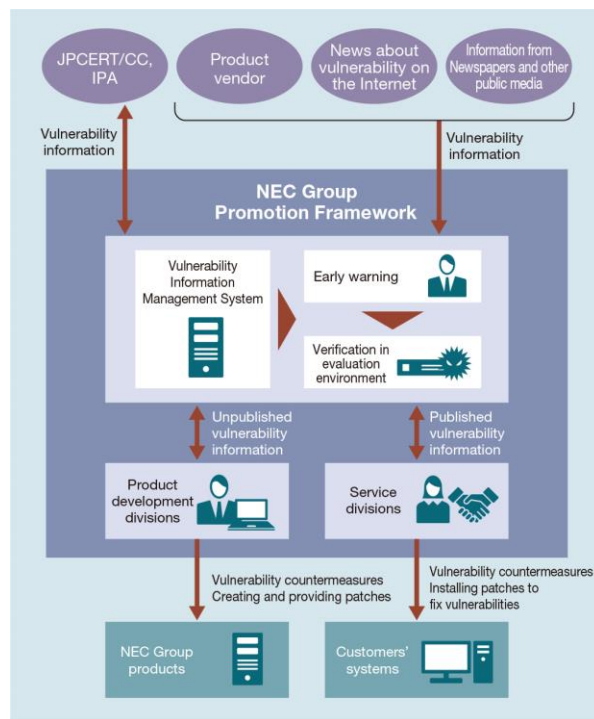 JPCERT/CC,
IPA
Product
vendor
News about
vulnerability on
the Internet
Information from
Newspapers and other
public media
Vulnerability
information
Vulnerability
information
NEC Group
Promotion Framework
Vulnerability
Information
Management System
Early warning
Verification in
evaluation
environment
Unpublished
vulnerability
information
Published
vulnerability
information
Product
development
divisions
Service
divisions
Vulnerability countermeasures
Creating and providing patches
Vulnerability countermeasures
Installing patches to
fix vulnerabilities
NEC Group
products
Customers'
systems